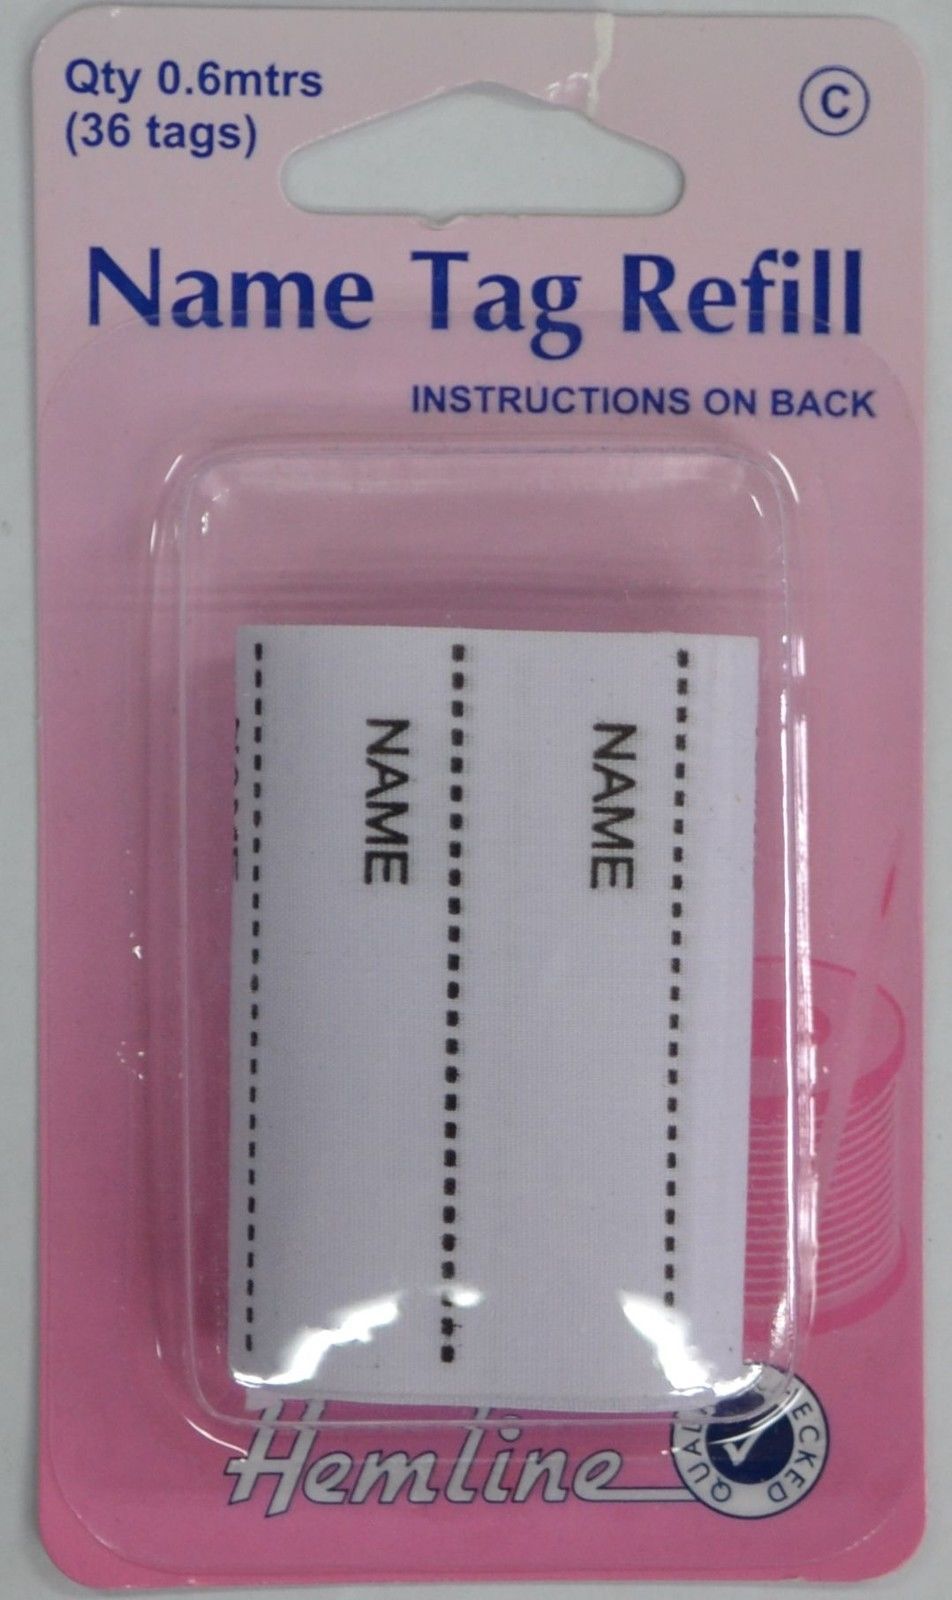 Qty 0.6mtrs
(36 tags)
C
Name Tag Refill
INSTRUCTIONS ON BACK
NAME
NAME
Hemline